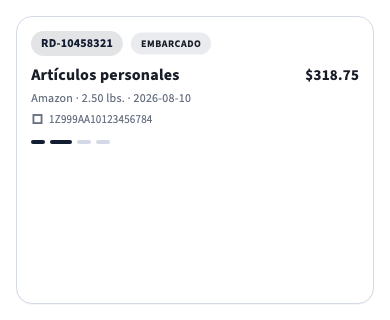 RD-10458321 EMBARCADO
Artículos personales $318.75
Amazon · 2.50 lbs. · 2026-08-10
1Z999AA10123456784